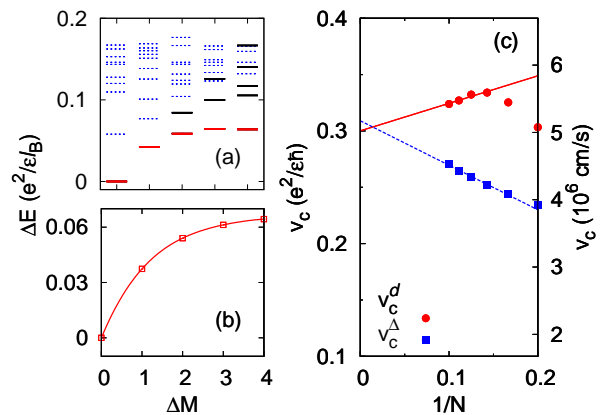 0.2
0.1
0
(a)
ΔE (e²/εl_B)
0.06
0.03
0
(b)
0 1 2 3 4
ΔM
(c)
0.4
0.3
0.2
0.1
v_c (e²/εħ)
6
5
4
3
2
v_c (10⁶ cm/s)
v_c^d
v_c^Δ
0.0 0.1 0.2
1/N